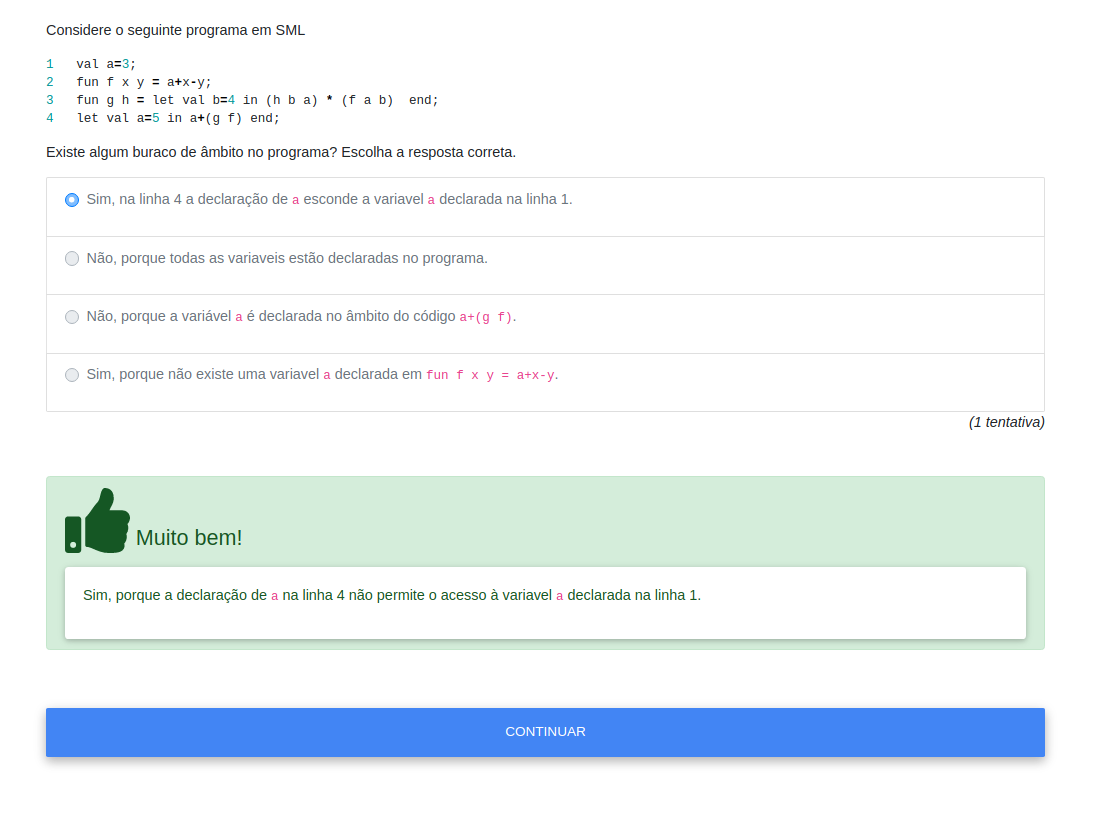 Considere o seguinte programa em SML
1 val a=3;
2 fun f x y = a+x-y;
3 fun g h = let val b=4 in (h b a) * (f a b)  end;
4 let val a=5 in a+(g f) end;
Existe algum buraco de âmbito no programa? Escolha a resposta correta.
Sim, na linha 4 a declaração de a esconde a variavel a declarada na linha 1.
Não, porque todas as variaveis estão declaradas no programa.
Não, porque a variável a é declarada no âmbito do código a+(g f).
Sim, porque não existe uma variavel a declarada em fun f x y = a+x-y.
(1 tentativa)
Muito bem!
Sim, porque a declaração de a na linha 4 não permite o acesso à variavel a declarada na linha 1.
CONTINUAR